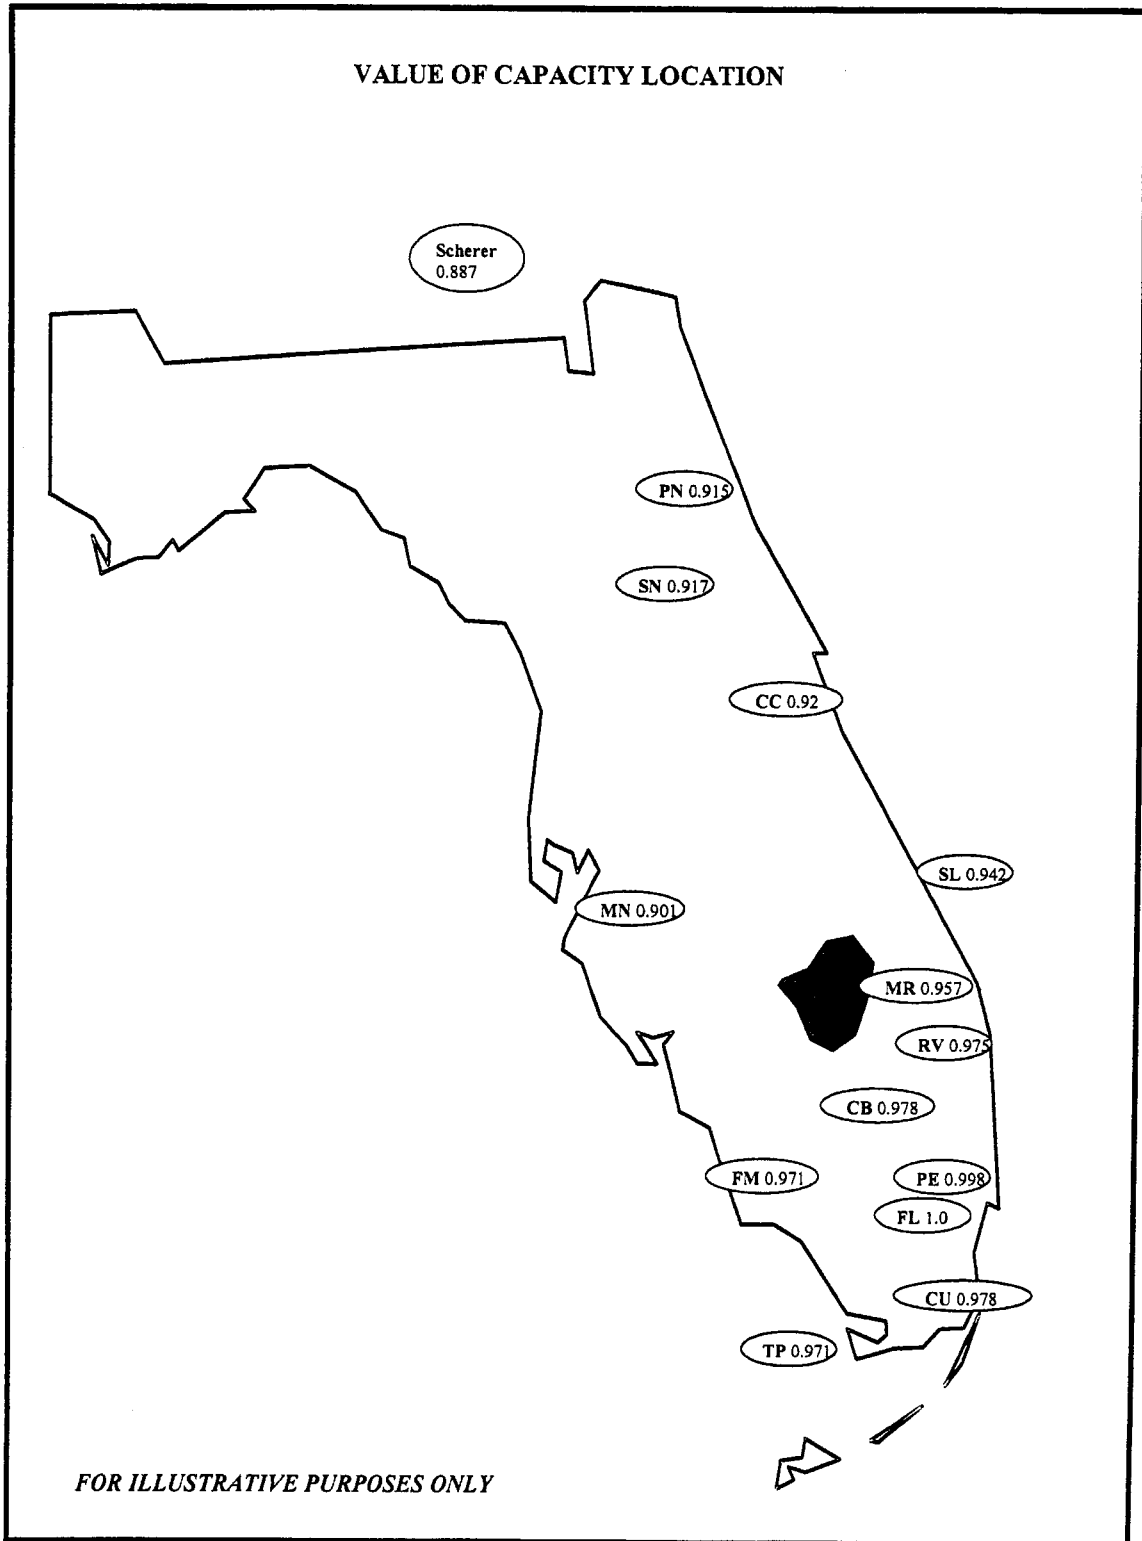 VALUE OF CAPACITY LOCATION
Scherer
0.887
PN 0.915
SN 0.917
CC 0.92
SL 0.942
MN 0.901
MR 0.957
RV 0.975
CB 0.978
FM 0.971
PE 0.998
FL 1.0
CU 0.978
TP 0.971
FOR ILLUSTRATIVE PURPOSES ONLY